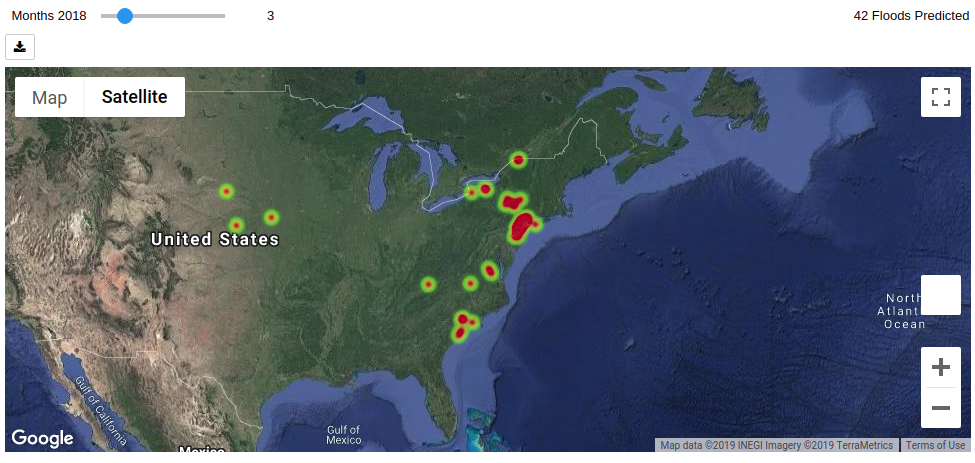 Months 2018
3
42 Floods Predicted
Map
Satellite
United States
North
Atlant
Ocean
Gulf of California
Gulf of
Mexico
Mexico
Google
Map data ©2019 INEGI Imagery ©2019 TerraMetrics
Terms of Use